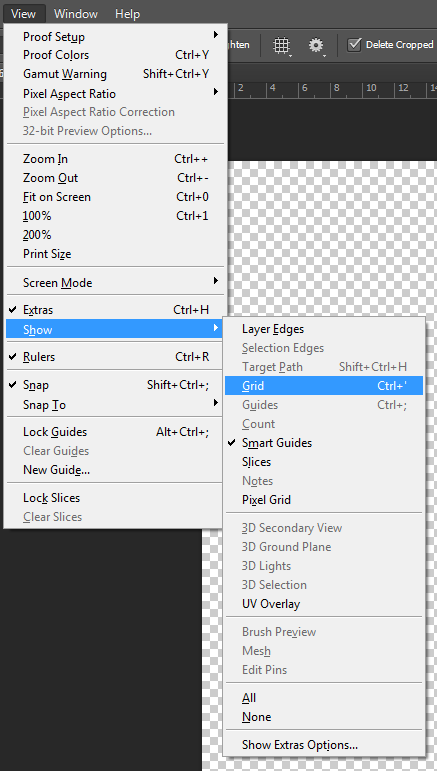 View Window Help
Proof Setup
Proof Colors Ctrl+Y
Gamut Warning Shift+Ctrl+Y
Pixel Aspect Ratio
Pixel Aspect Ratio Correction
32-bit Preview Options...
Zoom In Ctrl++
Zoom Out Ctrl+-
Fit on Screen Ctrl+0
100% Ctrl+1
200%
Print Size
Screen Mode
Extras Ctrl+H
Show
Rulers Ctrl+R
Snap Shift+Ctrl+;
Snap To
Lock Guides Alt+Ctrl+;
Clear Guides
New Guide...
Lock Slices
Clear Slices
Delete Cropped
2 4 6 8 10 12 14
Layer Edges
Selection Edges
Target Path Shift+Ctrl+H
Grid Ctrl+'
Guides Ctrl+;
Count
Smart Guides
Slices
Notes
Pixel Grid
3D Secondary View
3D Ground Plane
3D Lights
3D Selection
UV Overlay
Brush Preview
Mesh
Edit Pins
All
None
Show Extras Options...